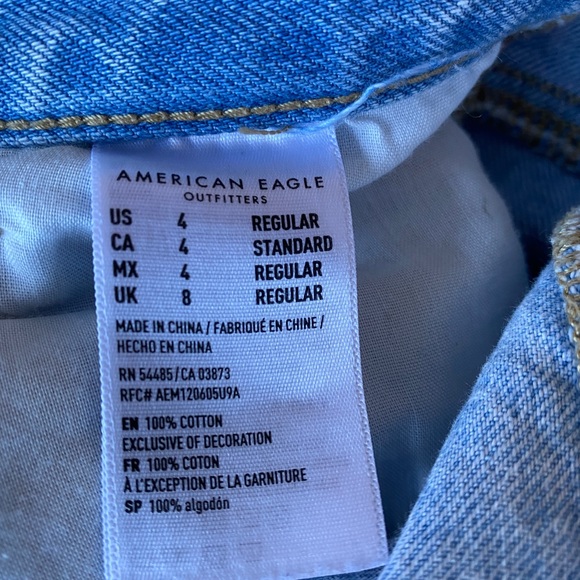 AMERICAN EAGLE
OUTFITTERS
US 4 REGULAR
CA 4 STANDARD
MX 4 REGULAR
UK 8 REGULAR
MADE IN CHINA / FABRIQUÉ EN CHINE /
HECHO EN CHINA
RN 54485 / CA 03873
RFC# AEM120605U9A
EN 100% COTTON
EXCLUSIVE OF DECORATION
FR 100% COTON
À L'EXCEPTION DE LA GARNITURE
SP 100% algodón